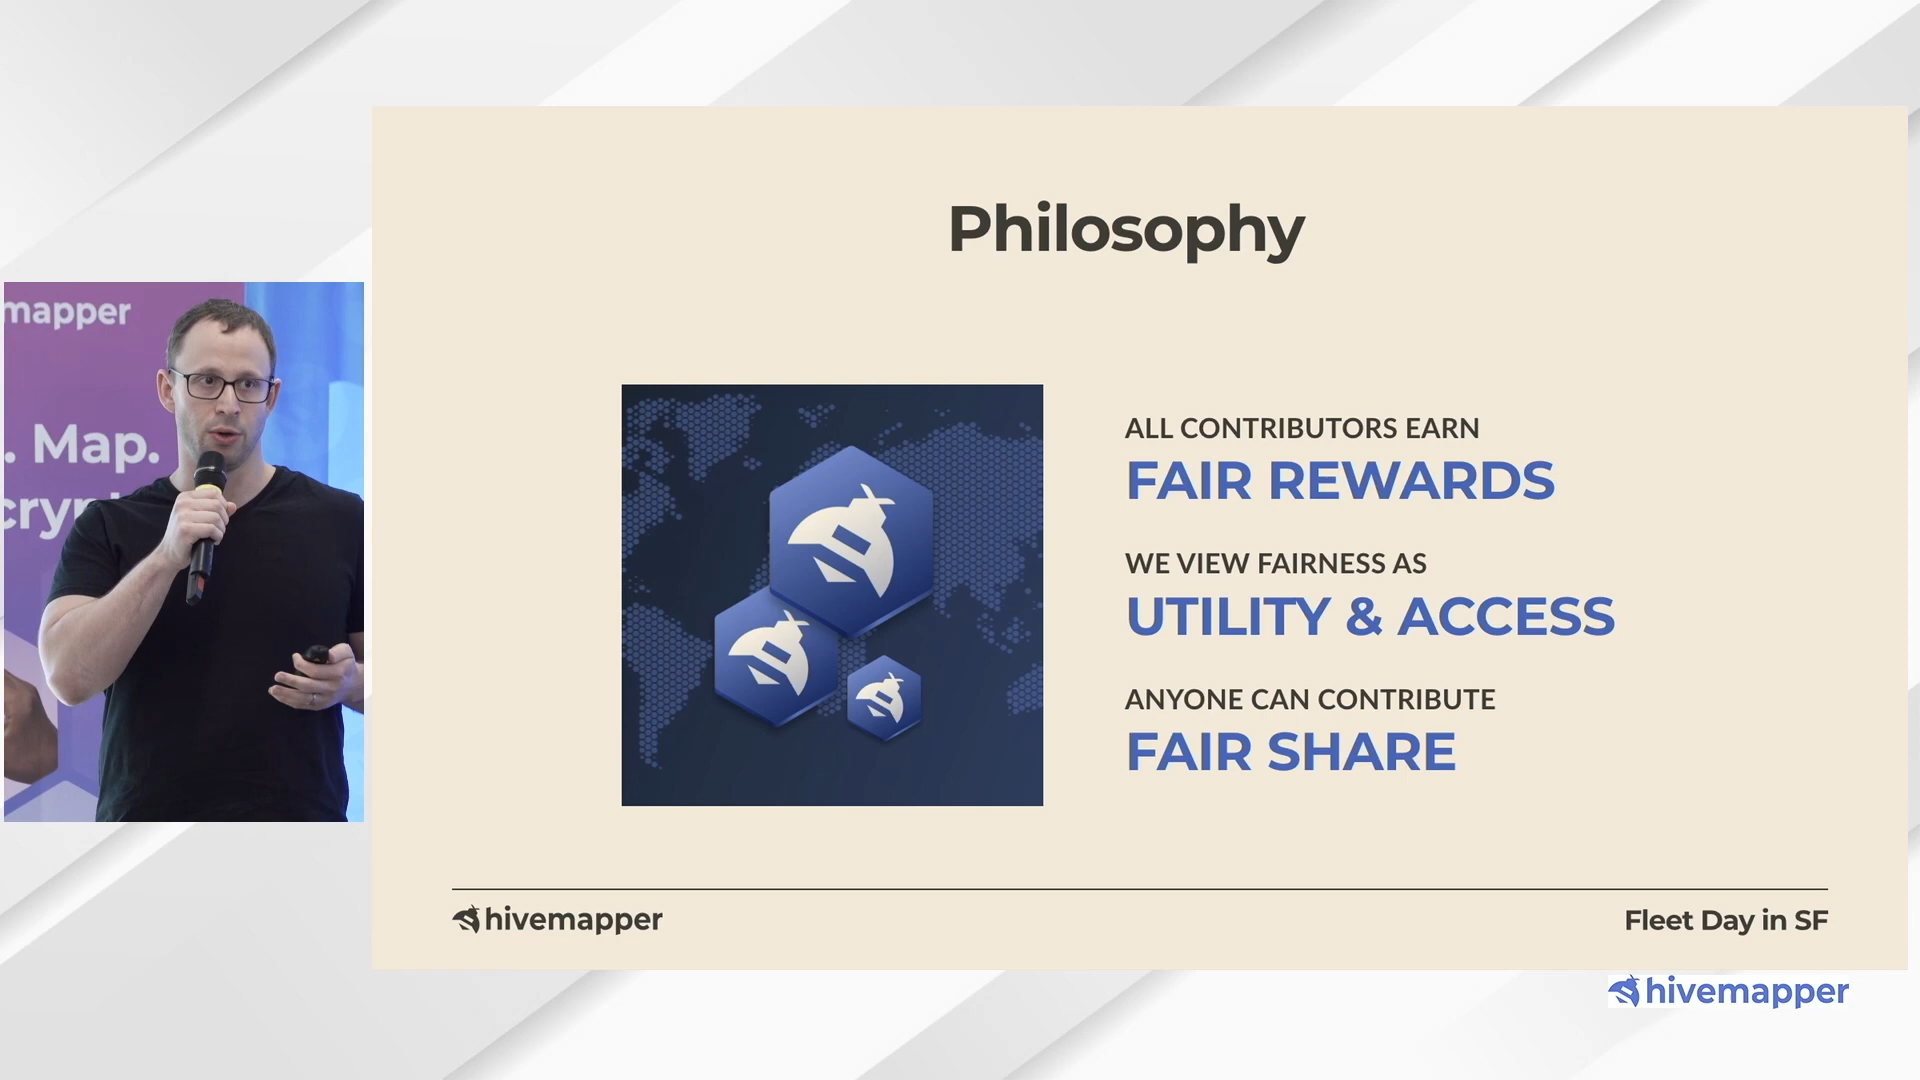 Philosophy
mapper
. Map.
ALL CONTRIBUTORS EARN
FAIR REWARDS
WE VIEW FAIRNESS AS
UTILITY & ACCESS
ANYONE CAN CONTRIBUTE
FAIR SHARE
hivemapper
Fleet Day in SF
hivemapper